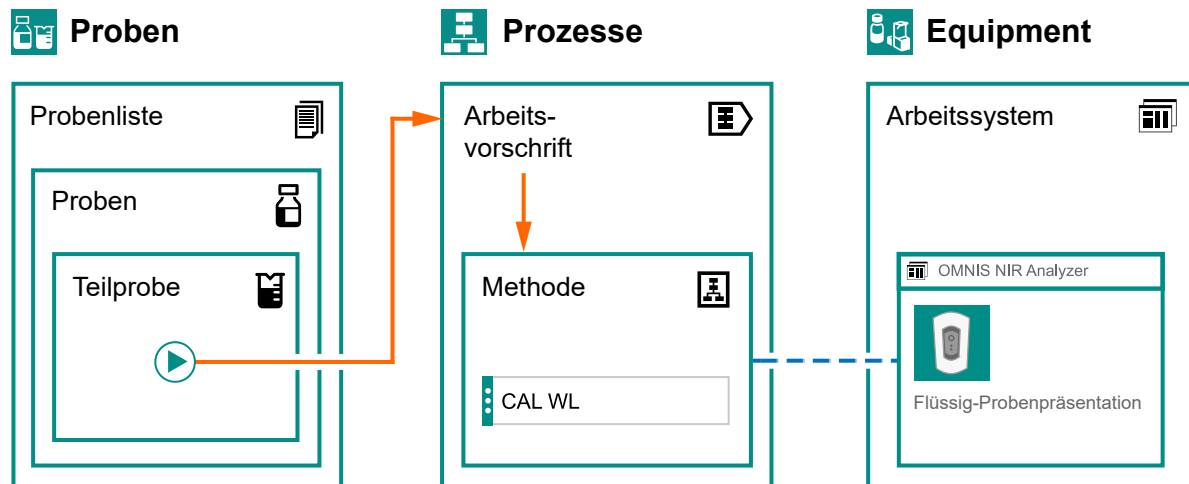 Proben
Prozesse
Equipment
Probenliste
Proben
Teilprobe
Arbeits-
vorschrift
Methode
CAL WL
Arbeitssystem
OMNIS NIR Analyzer
Flüssig-Probenpräsentation